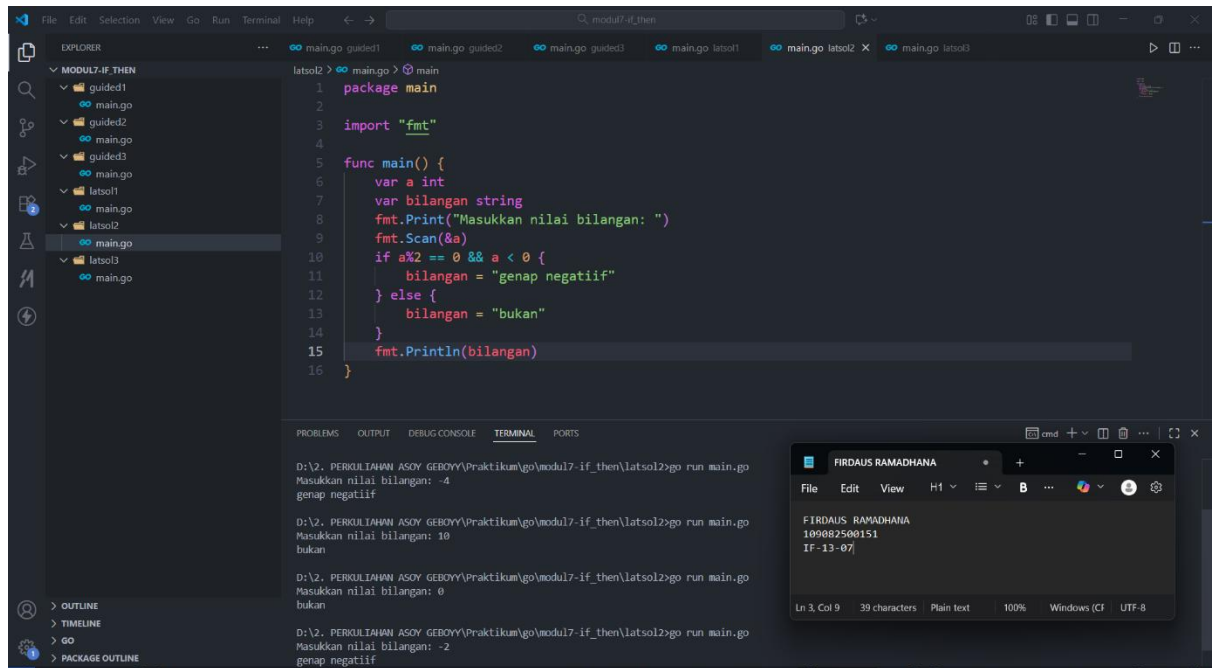 File Edit Selection View Go Run Terminal Help
modul7-if_then
EXPLORER
MODUL7-IF_THEN
guided1
main.go
guided2
main.go
guided3
main.go
latsol1
main.go
latsol2
main.go
latsol3
main.go
OUTLINE
TIMELINE
GO
PACKAGE OUTLINE
2
1
main.go guided1 main.go guided2 main.go guided3 main.go latsol1 main.go latsol2 main.go latsol3
latsol2 > main.go > main
1 package main
2
3 import "fmt"
4
5 func main() {
6 var a int
7 var bilangan string
8 fmt.Print("Masukkan nilai bilangan: ")
9 fmt.Scan(&a)
10 if a%2 == 0 && a < 0 {
11 bilangan = "genap negatiif"
12 } else {
13 bilangan = "bukan"
14 }
15 fmt.Println(bilangan)
16 }
PROBLEMS OUTPUT DEBUG CONSOLE TERMINAL PORTS
cmd
D:\2. PERKULIAHAN ASOY GEBOYY\Praktikum\go\modul7-if_then\latsol2>go run main.go
Masukkan nilai bilangan: -4
genap negatiif
D:\2. PERKULIAHAN ASOY GEBOYY\Praktikum\go\modul7-if_then\latsol2>go run main.go
Masukkan nilai bilangan: 10
bukan
D:\2. PERKULIAHAN ASOY GEBOYY\Praktikum\go\modul7-if_then\latsol2>go run main.go
Masukkan nilai bilangan: 0
bukan
D:\2. PERKULIAHAN ASOY GEBOYY\Praktikum\go\modul7-if_then\latsol2>go run main.go
Masukkan nilai bilangan: -2
genap negatiif
FIRDAUS RAMADHANA
File Edit View H1 B
FIRDAUS RAMADHANA
109082500151
IF-13-07
Ln 3, Col 9 39 characters Plain text 100% Windows (CF UTF-8